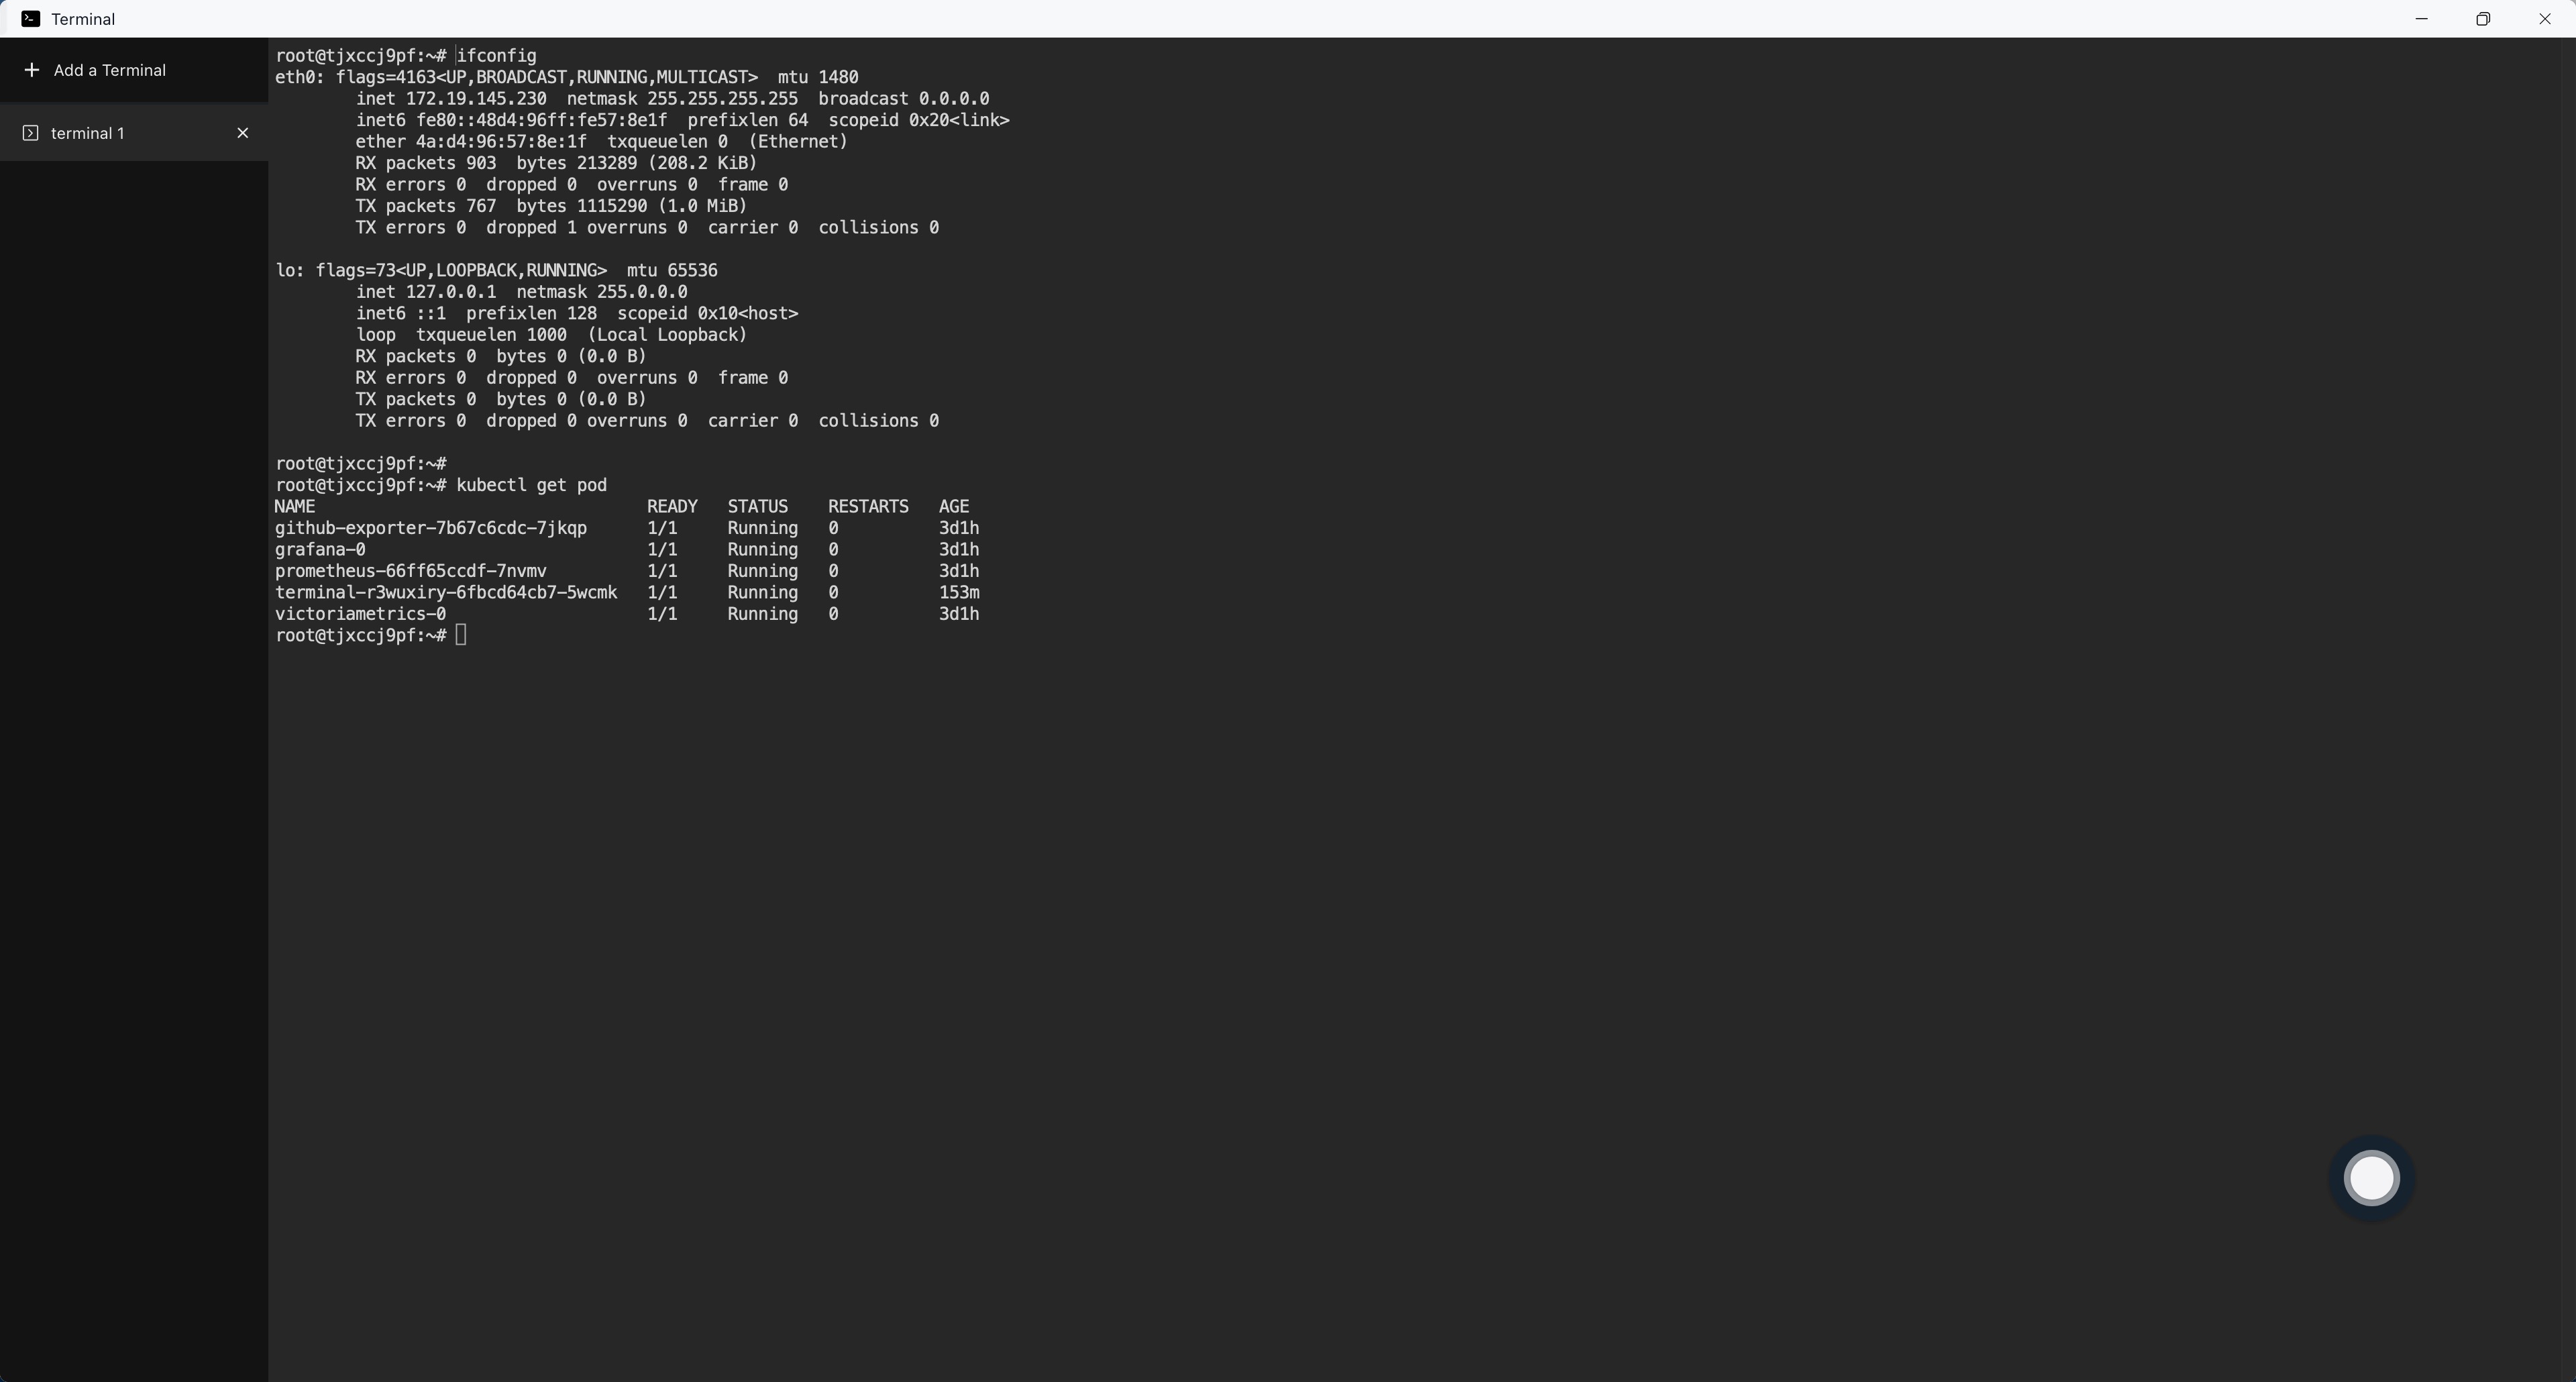 Terminal
Add a Terminal
terminal 1
root@tjxccj9pf:~# ifconfig
eth0: flags=4163<UP,BROADCAST,RUNNING,MULTICAST>  mtu 1480
        inet 172.19.145.230  netmask 255.255.255.255  broadcast 0.0.0.0
        inet6 fe80::48d4:96ff:fe57:8e1f  prefixlen 64  scopeid 0x20<link>
        ether 4a:d4:96:57:8e:1f  txqueuelen 0  (Ethernet)
        RX packets 903  bytes 213289 (208.2 KiB)
        RX errors 0  dropped 0  overruns 0  frame 0
        TX packets 767  bytes 1115290 (1.0 MiB)
        TX errors 0  dropped 1 overruns 0  carrier 0  collisions 0
lo: flags=73<UP,LOOPBACK,RUNNING>  mtu 65536
        inet 127.0.0.1  netmask 255.0.0.0
        inet6 ::1  prefixlen 128  scopeid 0x10<host>
        loop  txqueuelen 1000  (Local Loopback)
        RX packets 0  bytes 0 (0.0 B)
        RX errors 0  dropped 0  overruns 0  frame 0
        TX packets 0  bytes 0 (0.0 B)
        TX errors 0  dropped 0 overruns 0  carrier 0  collisions 0
root@tjxccj9pf:~#
root@tjxccj9pf:~# kubectl get pod
NAME                                 READY   STATUS    RESTARTS   AGE
github-exporter-7b67c6cdc-7jkqp      1/1     Running   0          3d1h
grafana-0                            1/1     Running   0          3d1h
prometheus-66ff65ccdf-7nvmv          1/1     Running   0          3d1h
terminal-r3wuxiry-6fbcd64cb7-5wcmk   1/1     Running   0          153m
victoriametrics-0                    1/1     Running   0          3d1h
root@tjxccj9pf:~#